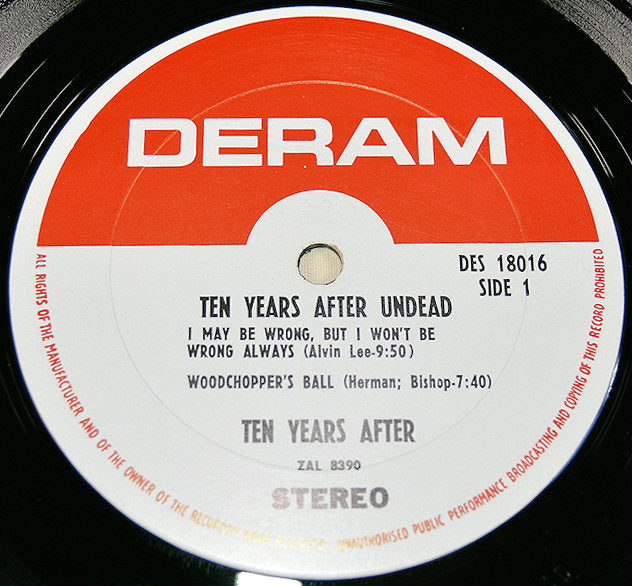 DERAM
DES 18016
SIDE 1
TEN YEARS AFTER UNDEAD
I MAY BE WRONG, BUT I WON'T BE
WRONG ALWAYS (Alvin Lee-9:50)
WOODCHOPPER'S BALL (Herman; Bishop-7:40)
TEN YEARS AFTER
ZAL 8390
STEREO
ALL RIGHTS OF THE MANUFACTURER AND OF THE OWNER OF THE RECORDED WORK RESERVED UNAUTHORISED PUBLIC PERFORMANCE BROADCASTING AND COPYING OF THIS RECORD PROHIBITED